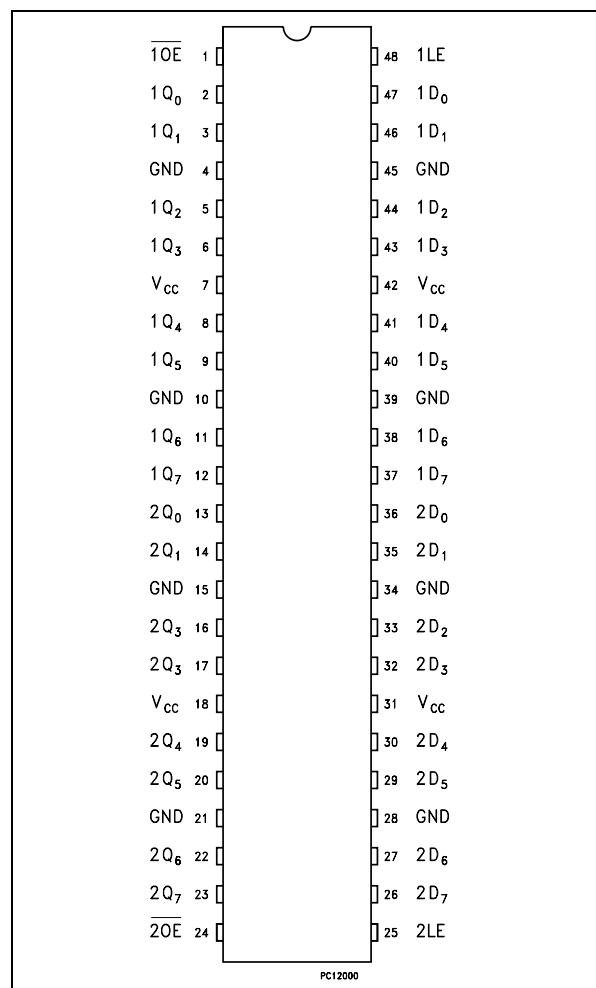 1OE 1 48 1LE
1Q0 2 47 1D0
1Q1 3 46 1D1
GND 4 45 GND
1Q2 5 44 1D2
1Q3 6 43 1D3
VCC 7 42 VCC
1Q4 8 41 1D4
1Q5 9 40 1D5
GND 10 39 GND
1Q6 11 38 1D6
1Q7 12 37 1D7
2Q0 13 36 2D0
2Q1 14 35 2D1
GND 15 34 GND
2Q3 16 33 2D2
2Q3 17 32 2D3
VCC 18 31 VCC
2Q4 19 30 2D4
2Q5 20 29 2D5
GND 21 28 GND
2Q6 22 27 2D6
2Q7 23 26 2D7
2OE 24 25 2LE
PC12000